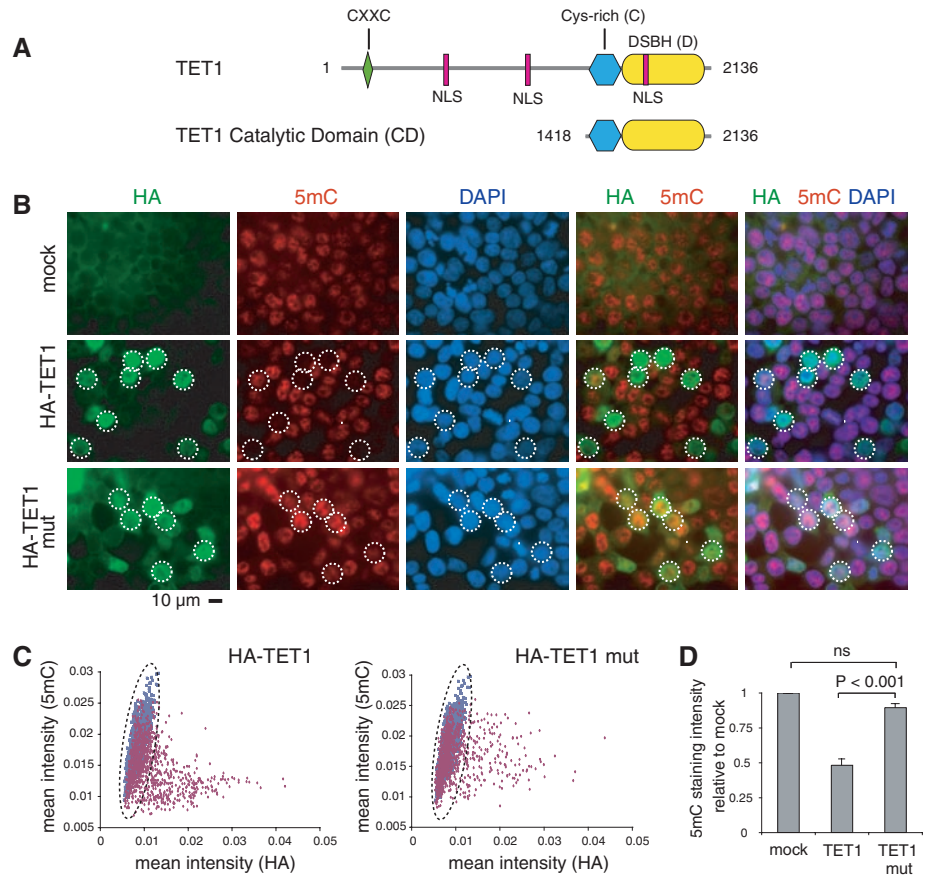 A
CXXC
Cys-rich (C)
DSBH (D)
TET1
1
2136
NLS
NLS
NLS
TET1 Catalytic Domain (CD)
1418
2136
B
HA
5mC
DAPI
HA 5mC
HA 5mC DAPI
mock
HA-TET1
HA-TET1
mut
10 µm
C
HA-TET1
mean intensity (5mC)
0.03
0.025
0.02
0.015
0.01
0.005
0
0.01
0.02
0.03
0.04
0.05
mean intensity (HA)
HA-TET1 mut
mean intensity (5mC)
0.03
0.025
0.02
0.015
0.01
0.005
0
0.01
0.02
0.03
0.04
0.05
mean intensity (HA)
D
ns
P < 0.001
5mC staining intensity
relative to mock
1
0.75
0.5
0.25
0
mock
TET1
TET1
mut